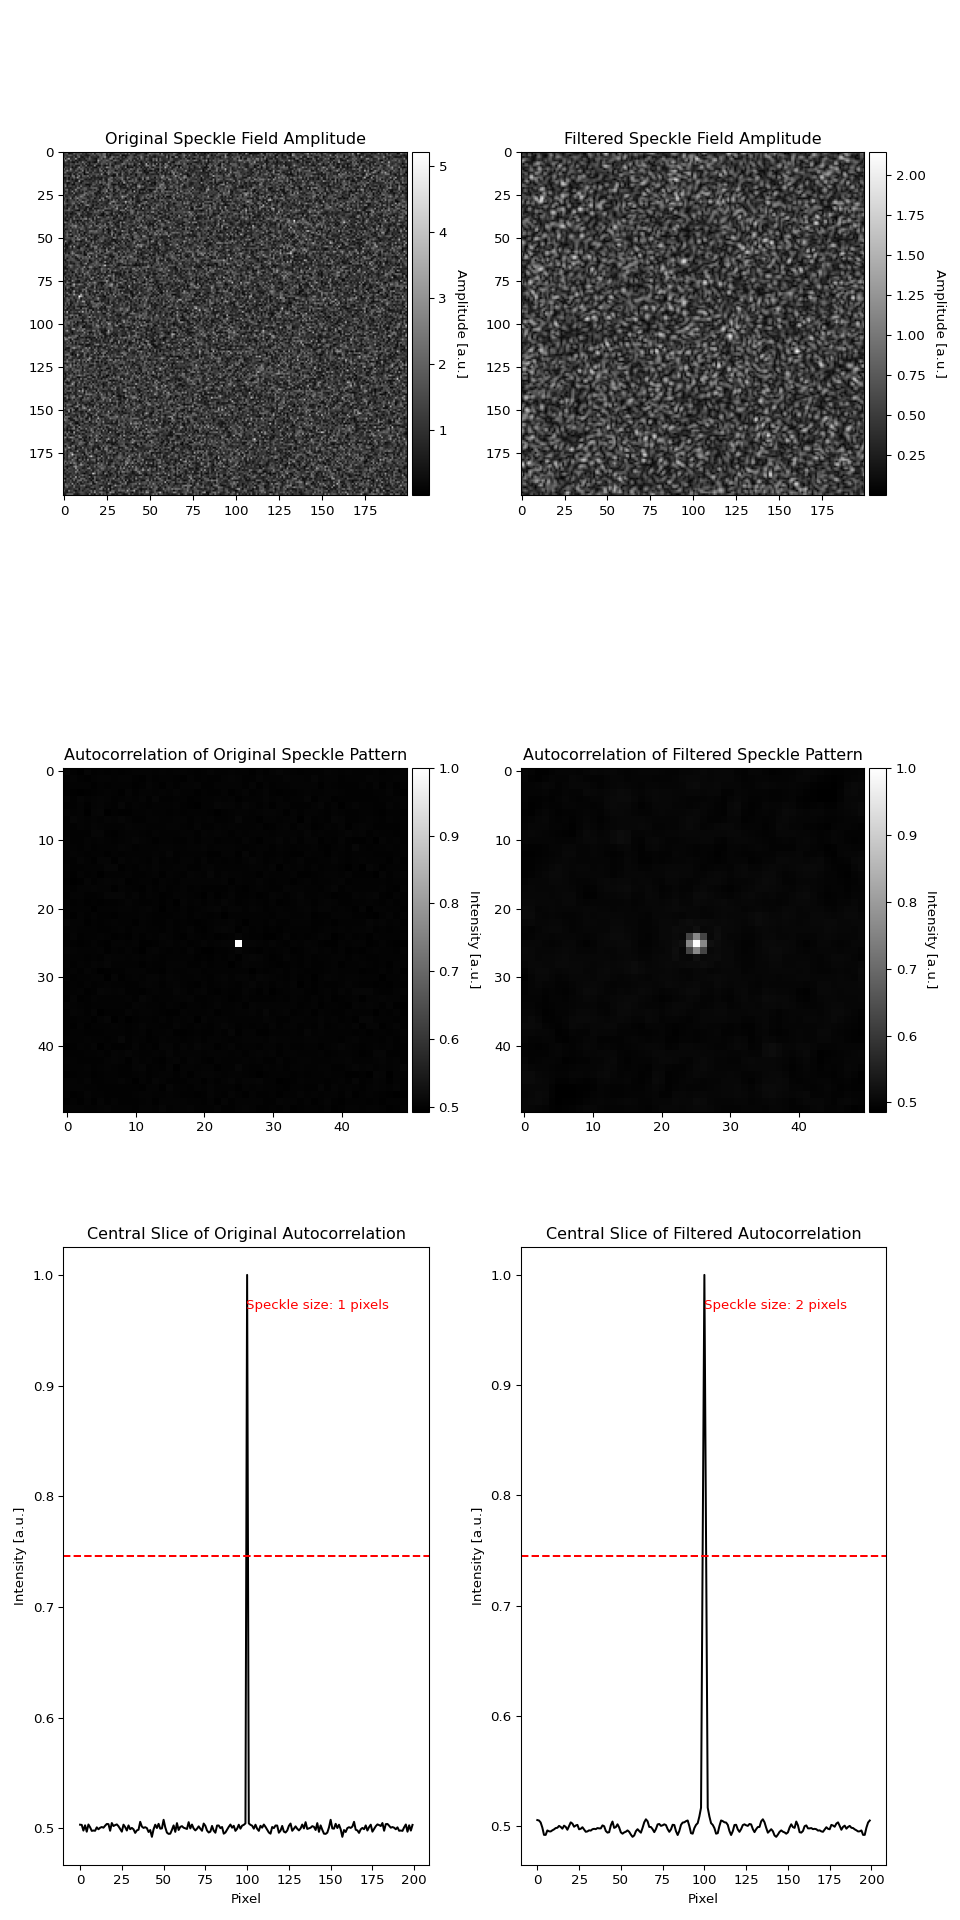 Original Speckle Field Amplitude
0
25
50
75
100
125
150
175
0 25 50 75 100 125 150 175
5
4
3
2
1
Amplitude [a.u.]
Filtered Speckle Field Amplitude
0
25
50
75
100
125
150
175
0 25 50 75 100 125 150 175
2.00
1.75
1.50
1.25
1.00
0.75
0.50
0.25
Amplitude [a.u.]
Autocorrelation of Original Speckle Pattern
0
10
20
30
40
0 10 20 30 40
1.0
0.9
0.8
0.7
0.6
0.5
Intensity [a.u.]
Autocorrelation of Filtered Speckle Pattern
0
10
20
30
40
0 10 20 30 40
1.0
0.9
0.8
0.7
0.6
0.5
Intensity [a.u.]
Central Slice of Original Autocorrelation
Intensity [a.u.]
1.0
0.9
0.8
0.7
0.6
0.5
Speckle size: 1 pixels
0 25 50 75 100 125 150 175 200
Pixel
Central Slice of Filtered Autocorrelation
Intensity [a.u.]
1.0
0.9
0.8
0.7
0.6
0.5
Speckle size: 2 pixels
0 25 50 75 100 125 150 175 200
Pixel